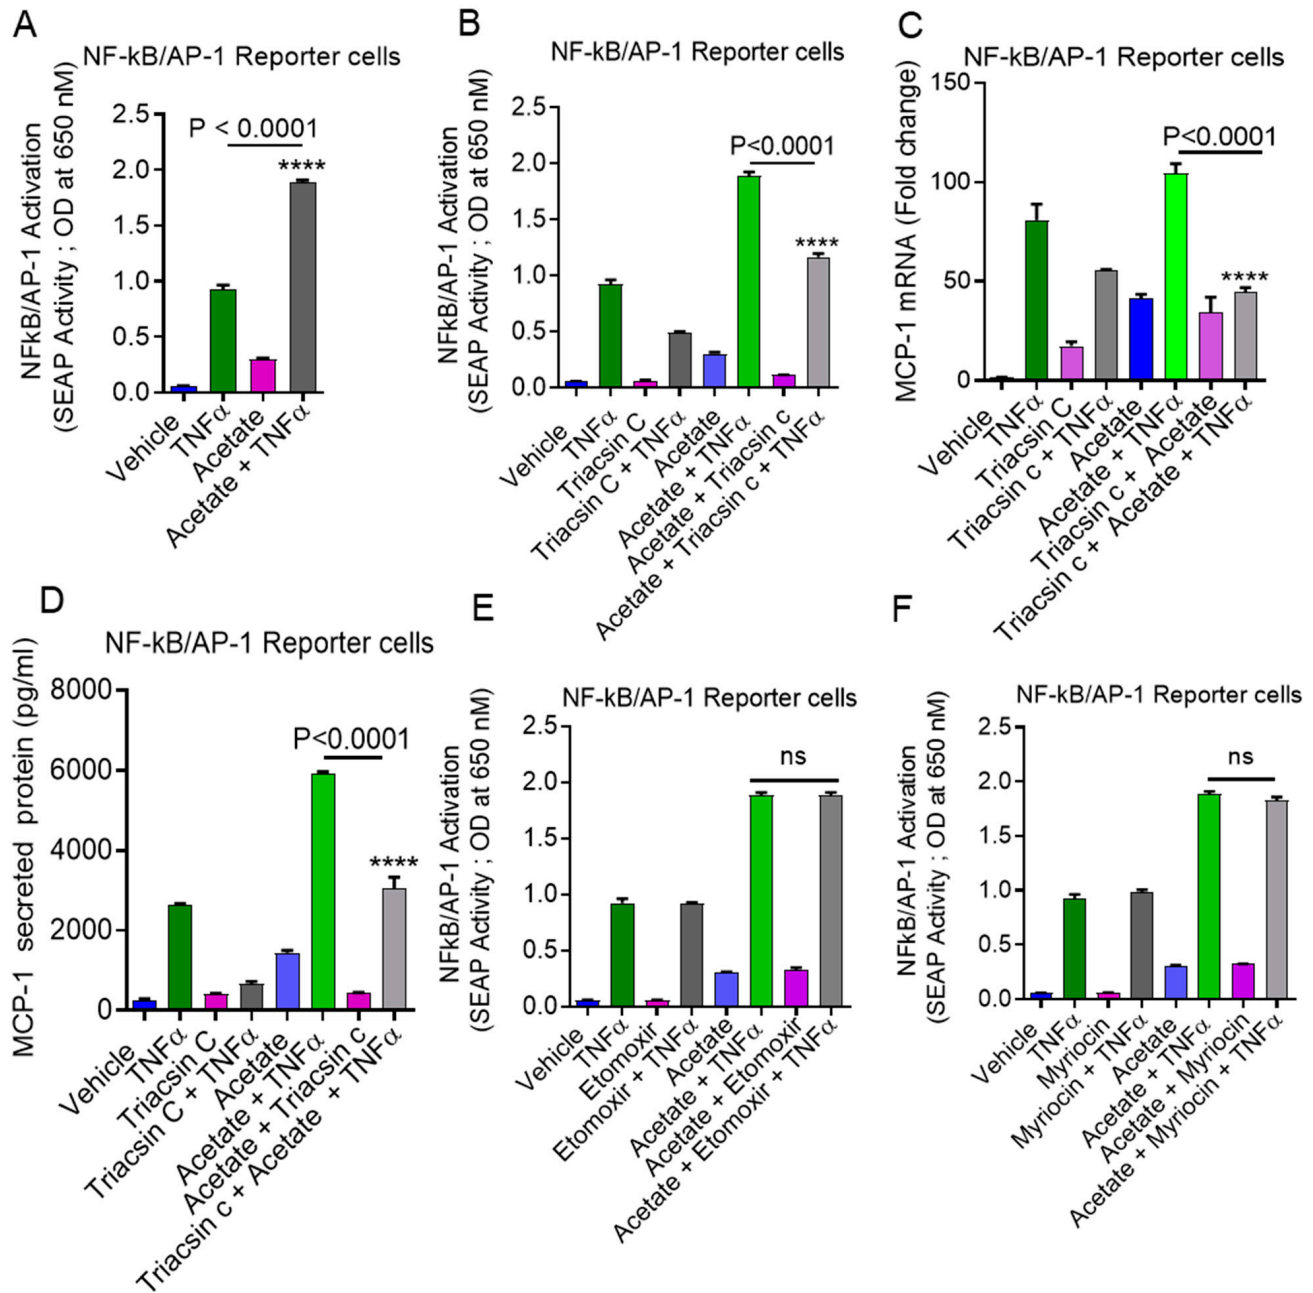 A
NF-kB/AP-1 Reporter cells
NFkB/AP-1 Activation
(SEAP Activity ; OD at 650 nM)
2.5
2.0
1.5
1.0
0.5
0.0
P < 0.0001
****
Vehicle
TNFα
Acetate
Acetate + TNFα
B
NF-kB/AP-1 Reporter cells
NFkB/AP-1 Activation
(SEAP Activity ; OD at 650 nM)
2.5
2.0
1.5
1.0
0.5
0.0
P<0.0001
****
Vehicle
TNFα
Triacsin C
Triacsin C + TNFα
Acetate
Acetate + TNFα
Acetate + Triacsin c
Acetate + Triacsin c + TNFα
C
NF-kB/AP-1 Reporter cells
MCP-1 mRNA (Fold change)
150
100
50
0
P<0.0001
****
Vehicle
TNFα
Triacsin C
Triacsin c + TNFα
Acetate
Acetate + TNFα
Triacsin c + Acetate
Triacsin c + Acetate + TNFα
D
NF-kB/AP-1 Reporter cells
MCP-1 secreted protein (pg/ml)
8000
6000
4000
2000
0
P<0.0001
****
Vehicle
TNFα
Triacsin C
Triacsin C + TNFα
Acetate
Acetate + TNFα
Acetate + Triacsin c
Triacsin c + Acetate + TNFα
E
NF-kB/AP-1 Reporter cells
NFkB/AP-1 Activation
(SEAP Activity ; OD at 650 nM)
2.5
2.0
1.5
1.0
0.5
0.0
ns
Vehicle
TNFα
Etomoxir
Etomoxir + TNFα
Acetate
Acetate + TNFα
Acetate + Etomoxir
Acetate + Etomoxir + TNFα
F
NF-kB/AP-1 Reporter cells
NFkB/AP-1 Activation
(SEAP Activity ; OD at 650 nM)
2.5
2.0
1.5
1.0
0.5
0.0
ns
Vehicle
TNFα
Myriocin
Myriocin + TNFα
Acetate
Acetate + TNFα
Acetate + Myriocin
Acetate + Myriocin + TNFα